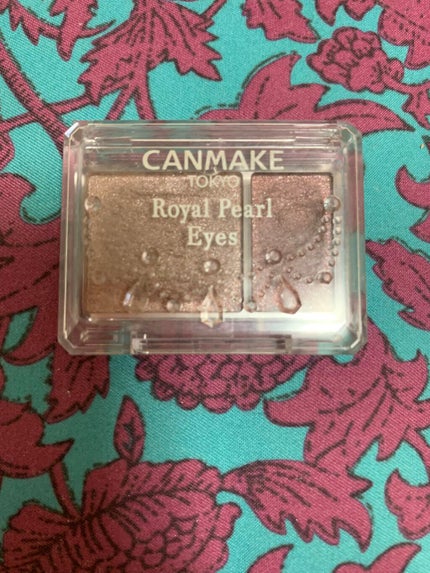 CANMAKE
TOKYO
Royal Pearl
Eyes